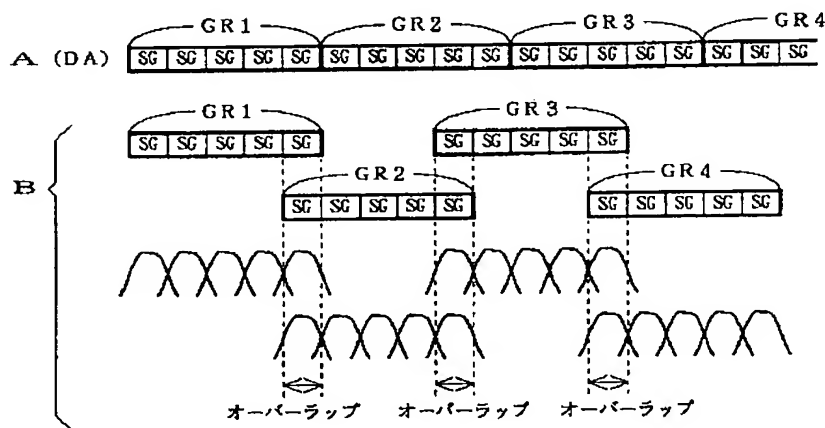 GR1 GR2 GR3 GR4
A (DA) SG SG SG SG SG SG SG SG SG SG SG SG SG SG SG SG SG SG
GR1 GR3
SG SG SG SG SG SG SG SG SG SG
B
GR2 GR4
SG SG SG SG SG SG SG SG SG SG
オーバーラップ オーバーラップ オーバーラップ